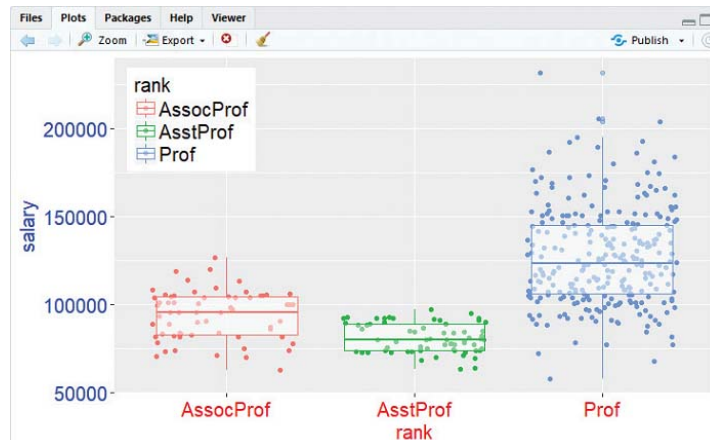 Files Plots Packages Help Viewer
Zoom Export Publish
rank
AssocProf
AsstProf
Prof
200000
150000
100000
50000
salary
AssocProf AsstProf Prof
rank